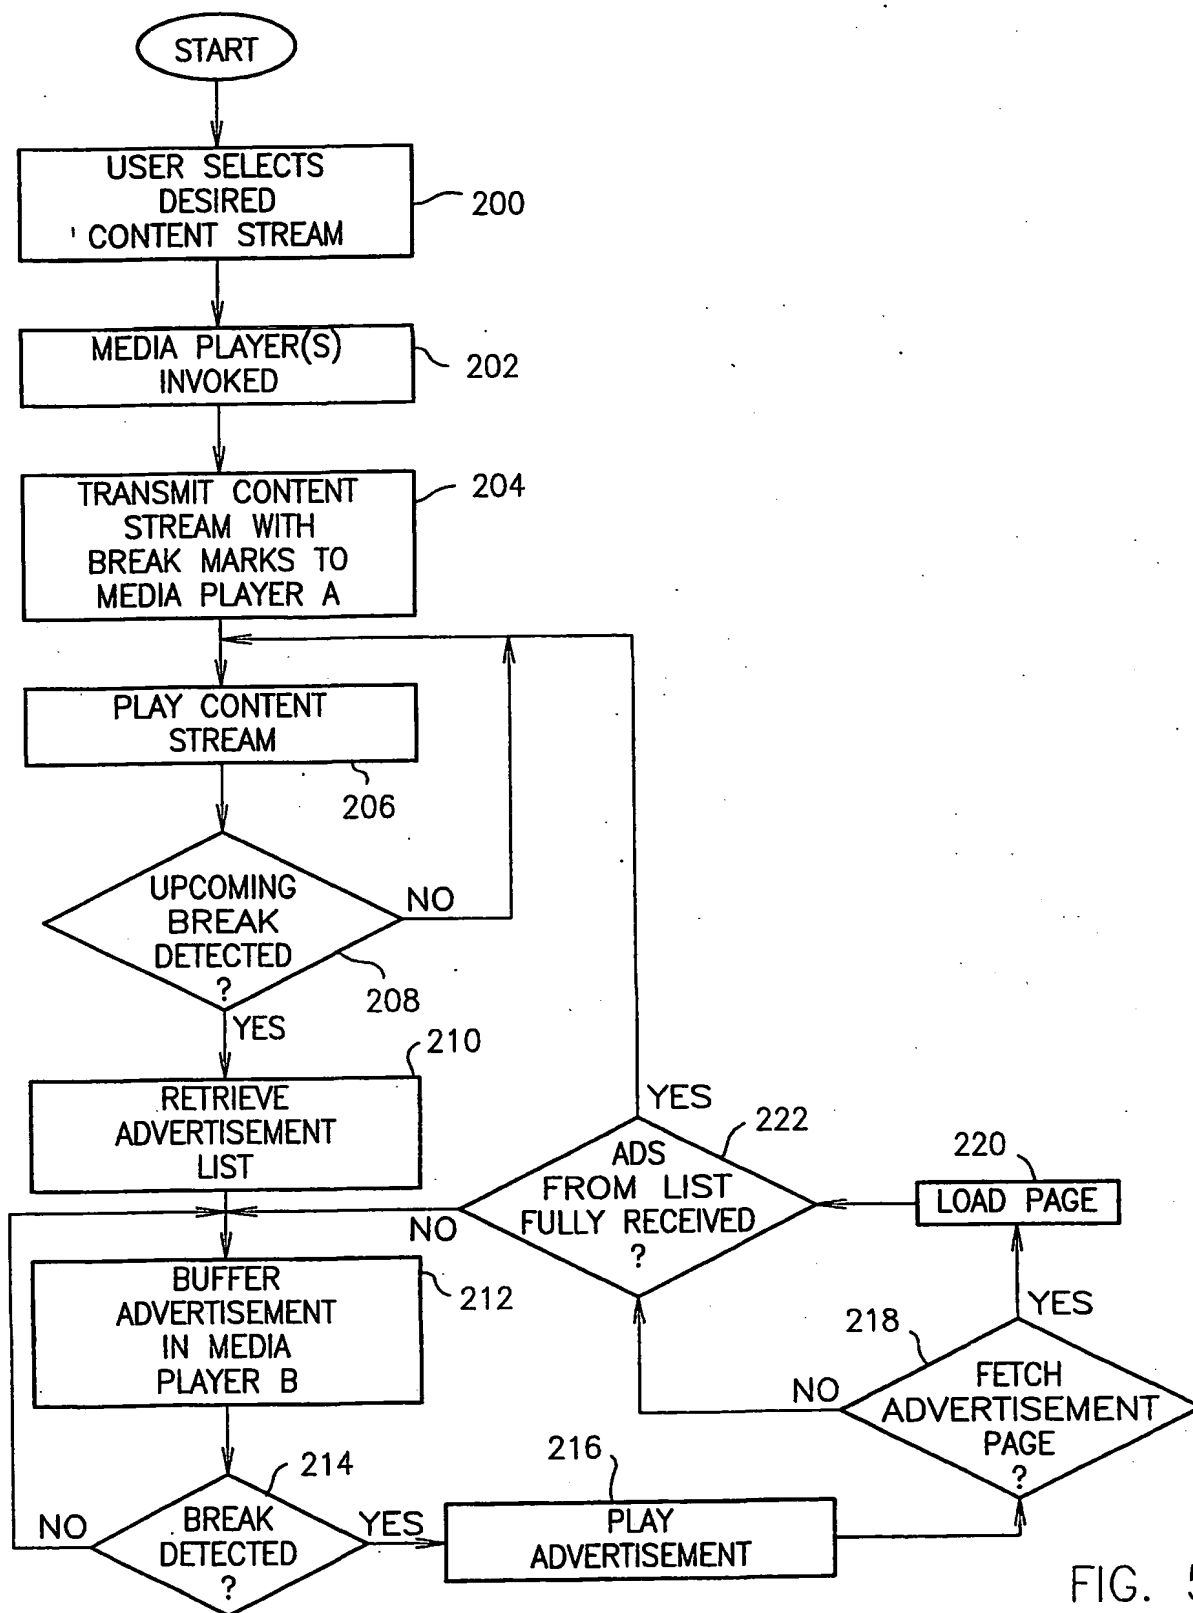 START
USER SELECTS
DESIRED
CONTENT STREAM
200
MEDIA PLAYER(S)
INVOKED
202
TRANSMIT CONTENT
STREAM WITH
BREAK MARKS TO
MEDIA PLAYER A
204
PLAY CONTENT
STREAM
206
UPCOMING
BREAK
DETECTED
?
NO
208
YES
210
RETRIEVE
ADVERTISEMENT
LIST
YES
222
ADS
FROM LIST
FULLY RECEIVED
?
NO
220
LOAD PAGE
BUFFER
ADVERTISEMENT
IN MEDIA
PLAYER B
212
YES
218
FETCH
ADVERTISEMENT
PAGE
?
NO
214
BREAK
DETECTED
?
NO
YES
216
PLAY
ADVERTISEMENT
FIG. 5